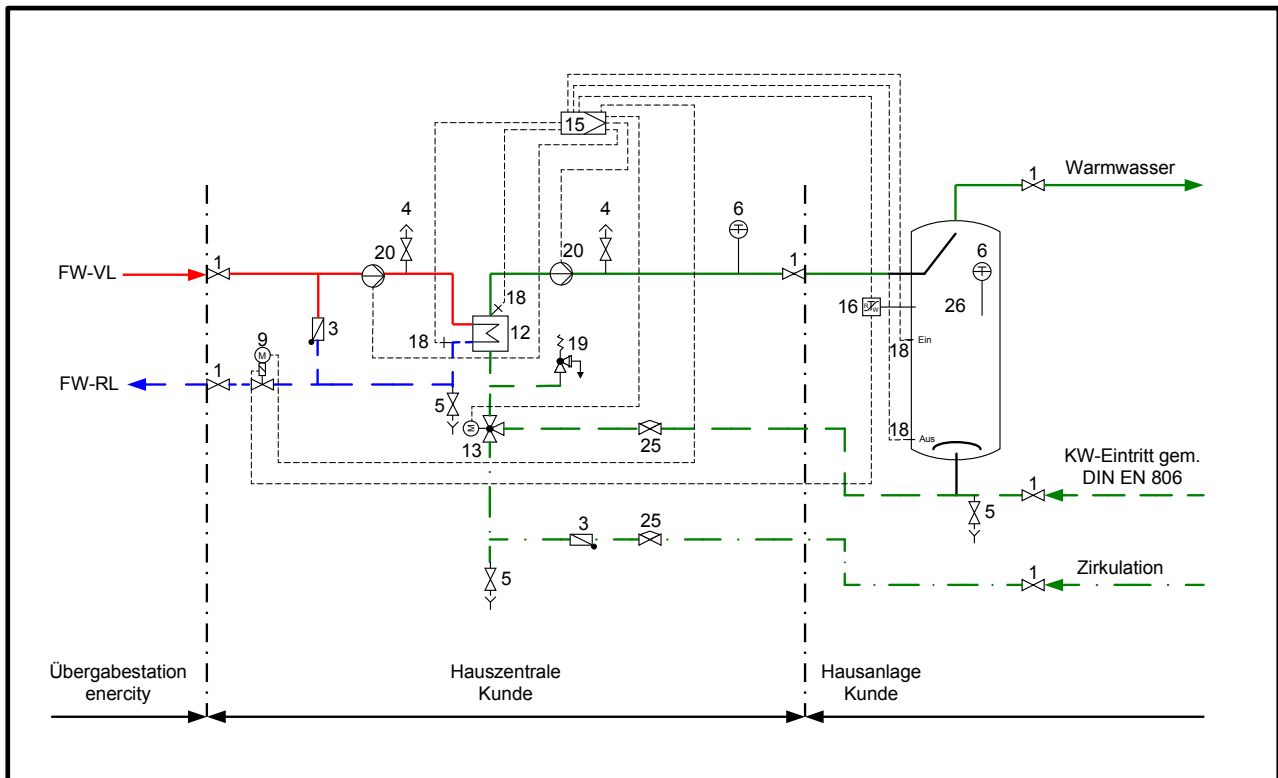 15
1
Warmwasser
4
4
6
20
20
6
1
1
FW-VL
18
16
R
T
W
26
3
18
12
19
Ein
18
9
M
FW-RL
1
5
M
13
25
18
Aus
KW-Eintritt gem.
DIN EN 806
1
5
3
25
5
Zirkulation
1
Übergabestation
enercity
Hauszentrale
Kunde
Hausanlage
Kunde